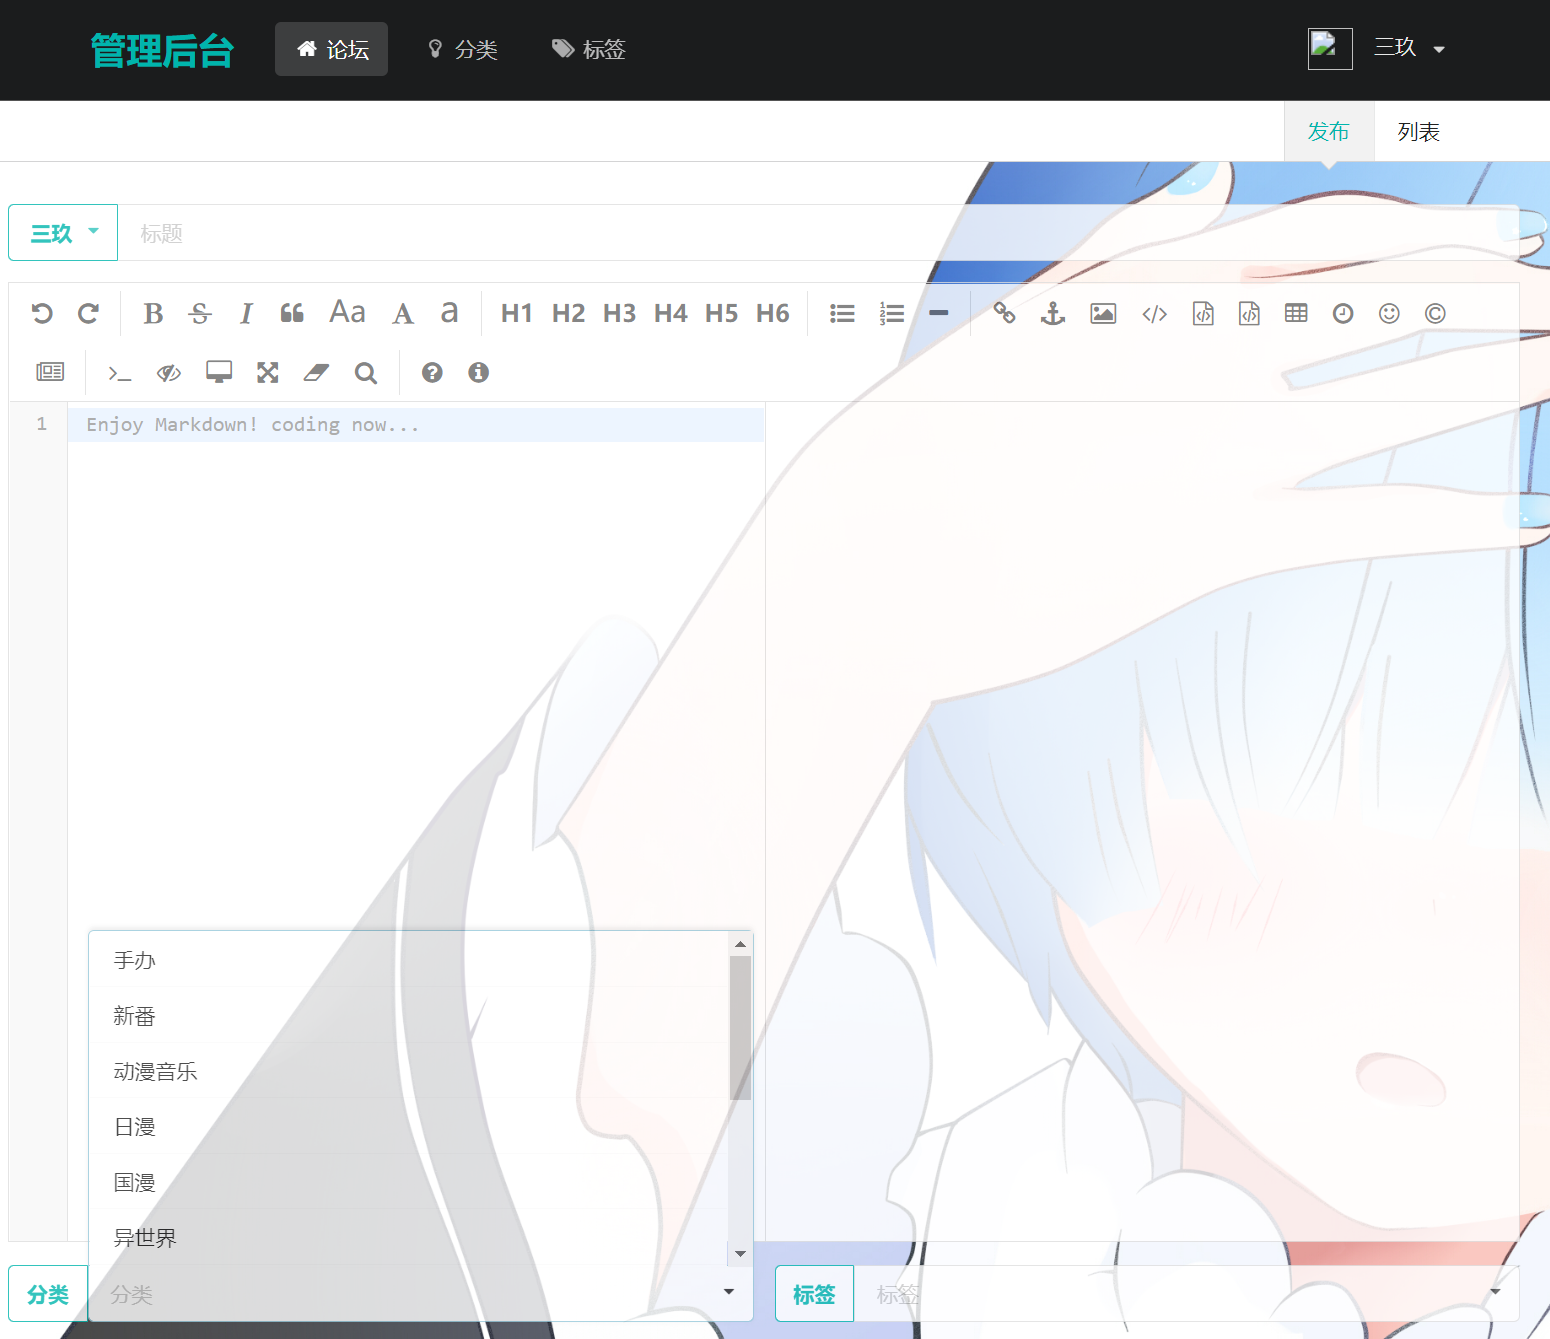 管理后台 论坛 分类 标签 三玖
发布 列表
三玖 标题
B S I Aa A a H1 H2 H3 H4 H5 H6
1 Enjoy Markdown! coding now...
手办
新番
动漫音乐
日漫
国漫
异世界
分类 分类 标签 标签